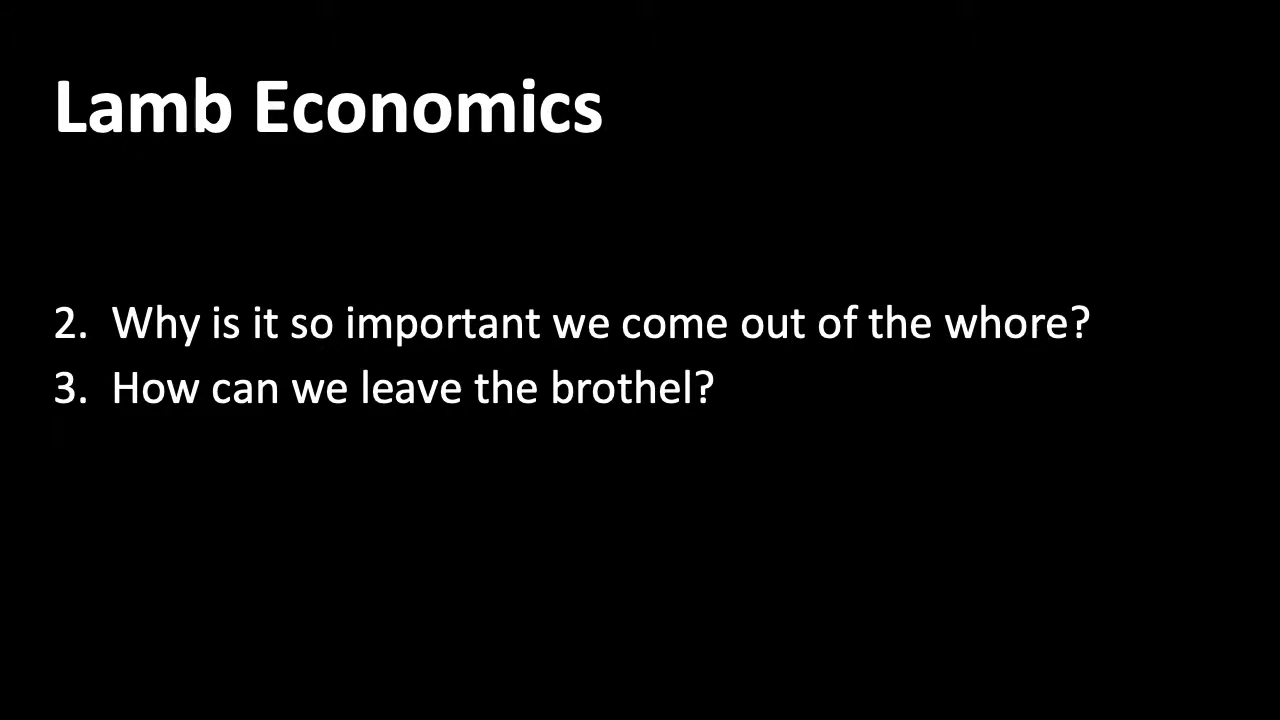 Lamb Economics
2. Why is it so important we come out of the whore?
3. How can we leave the brothel?